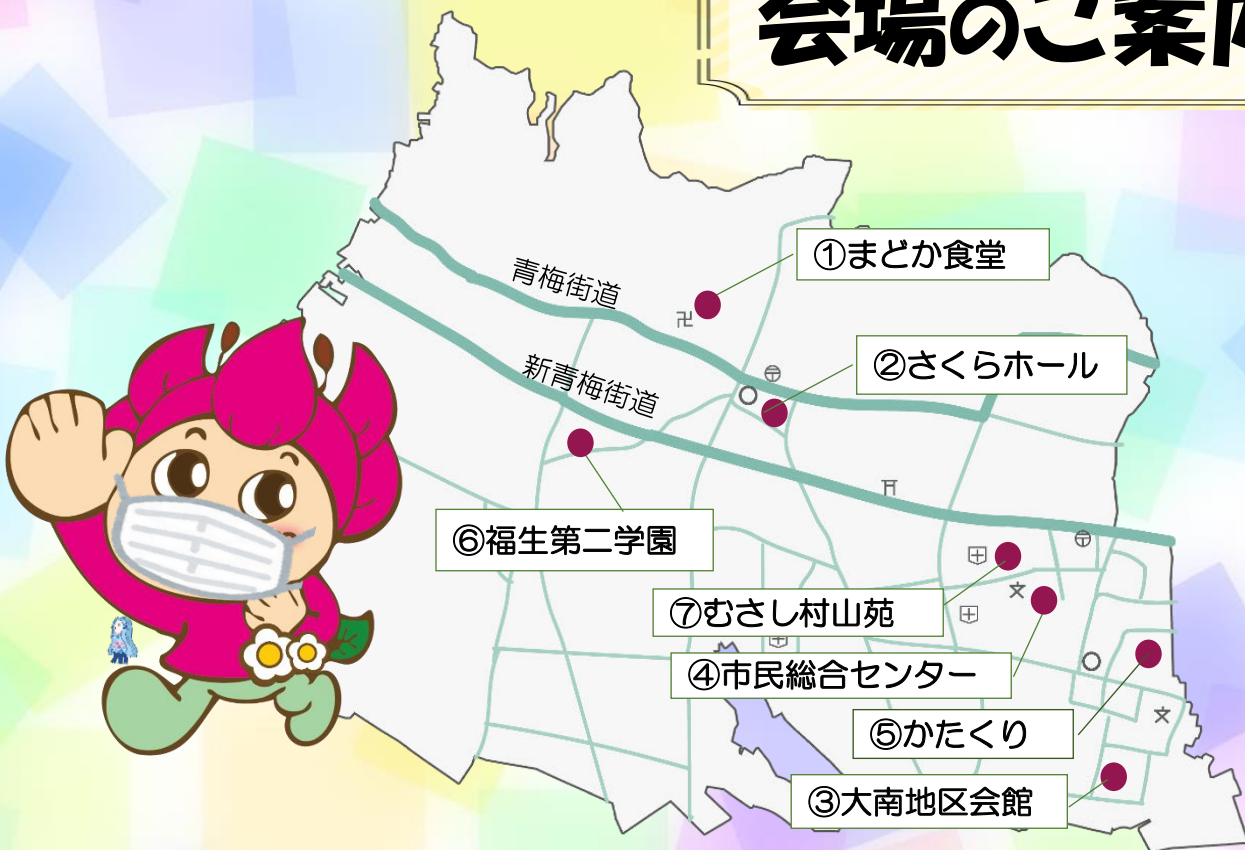 会場のご案内
①まどか食堂
青梅街道
卍
②さくらホール
新青梅街道
⑥福生第二学園
⑦むさし村山苑
文
④市民総合センター
⑤かたくり
文
③大南地区会館